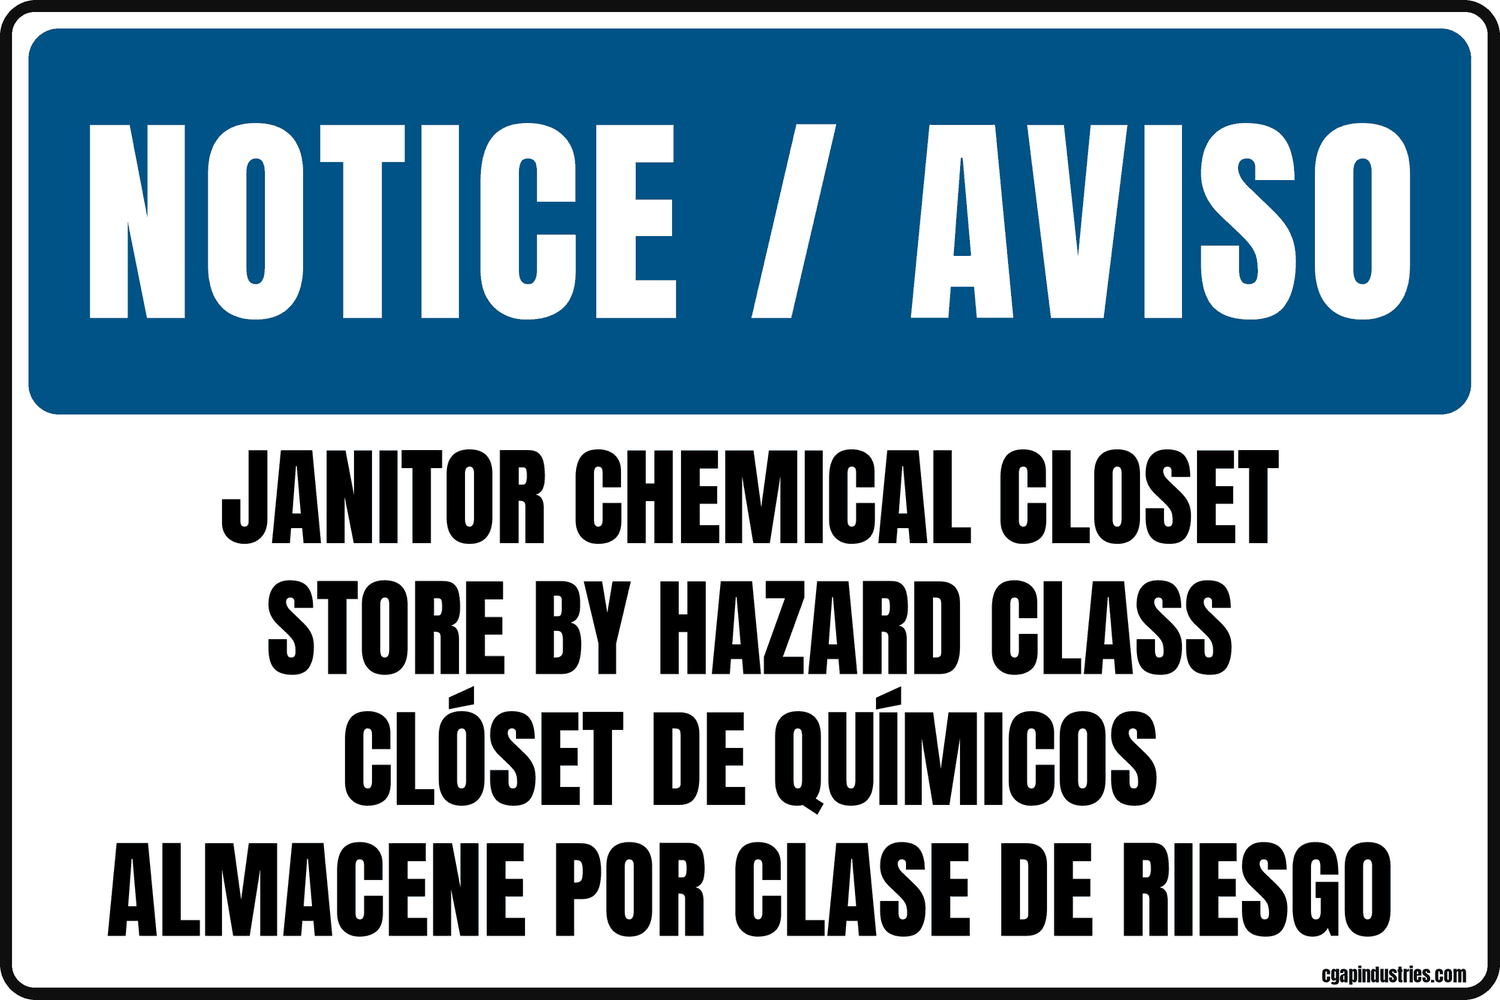 NOTICE / AVISO
JANITOR CHEMICAL CLOSET
STORE BY HAZARD CLASS
CLÓSET DE QUÍMICOS
ALMACENE POR CLASE DE RIESGO
cgapindustries.com